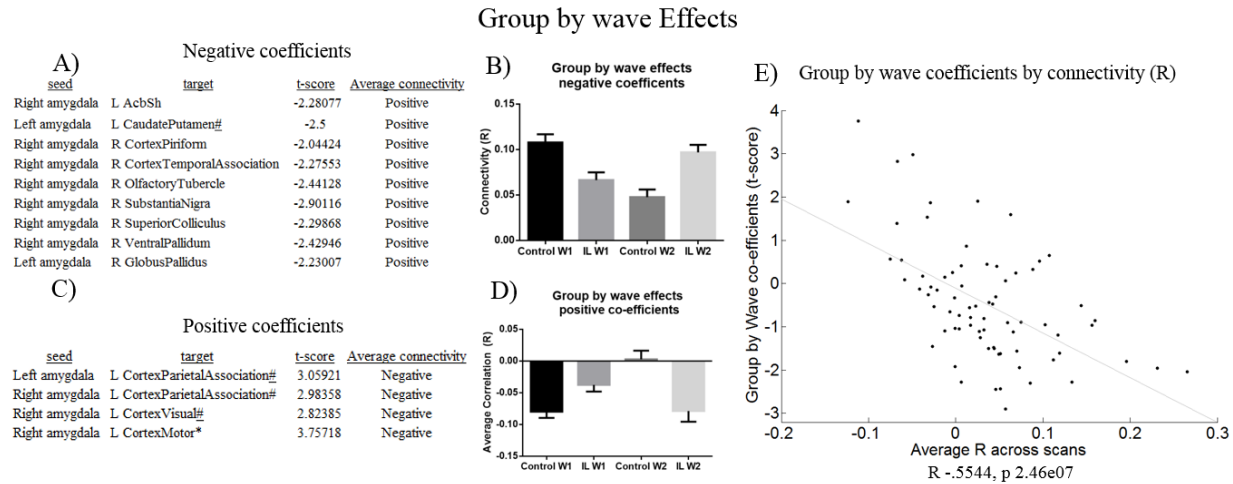 Group by wave Effects
Negative coefficients
A)
seed target t-score Average connectivity
Right amygdala L AcbSh -2.28077 Positive
Left amygdala L CaudatePutamen# -2.5 Positive
Right amygdala R CortexPiriform -2.04424 Positive
Right amygdala R CortexTemporalAssociation -2.27553 Positive
Right amygdala R OlfactoryTubercle -2.44128 Positive
Right amygdala R SubstantiaNigra -2.90116 Positive
Right amygdala R SuperiorColliculus -2.29868 Positive
Right amygdala R VentralPallidum -2.42946 Positive
Left amygdala R GlobusPallidus -2.23007 Positive
C)
Positive coefficients
seed target t-score Average connectivity
Left amygdala L CortexParietalAssociation# 3.05921 Negative
Right amygdala L CortexParietalAssociation# 2.98358 Negative
Right amygdala L CortexVisual# 2.82385 Negative
Right amygdala L CortexMotor* 3.75718 Negative
B)
Group by wave effects
negative coefficents
Connectivity (R)
0.15
0.10
0.05
0.00
Control W1 IL W1 Control W2 IL W2
D)
Group by wave effects
positive co-efficients
Average Correlation (R)
0.05
0.00
-0.05
-0.10
-0.15
Control W1 IL W1 Control W2 IL W2
E)
Group by wave coefficients by connectivity (R)
Group by Wave co-efficients (t-score)
4
3
2
1
0
-1
-2
-3
-0.2 -0.1 0 0.1 0.2 0.3
Average R across scans
R -.5544, p 2.46e07